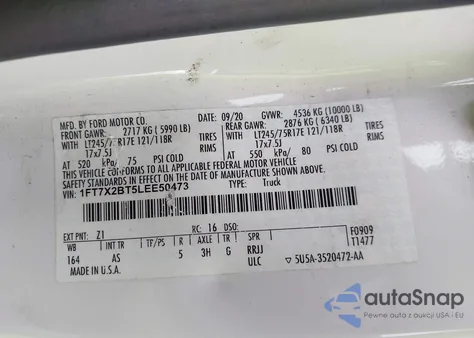 MFD. BY FORD MOTOR CO.
09/20 GVWR: 4536 KG (10000 LB)
FRONT GAWR: 2717 KG ( 5990 LB) REAR GAWR: 2876 KG ( 6340 LB)
WITH LT245/75R17E 121/118R TIRES WITH LT245/75R17E 121/118R TIRES
17x7.5J RIMS 17x7.5J RIMS
AT 520 kPa/ 75 PSI COLD AT 550 kPa/ 80 PSI COLD
THIS VEHICLE CONFORMS TO ALL APPLICABLE FEDERAL MOTOR VEHICLE
SAFETY STANDARDS IN EFFECT ON THE DATE OF MANUFACTURE SHOWN ABOVE.
VIN: 1FT7X2BT5LEE50473 TYPE: Truck
F0909
T1477
EXT PNT: Z1 RC: 16 DSO:
WB INT TR TP/PS R AXLE TR SPR
164 AS 5 3H G RRJJ
MADE IN U.S.A. ULC ▽ 5U5A-3520472-AA
autoSnap
Pewne auta z USA i EU